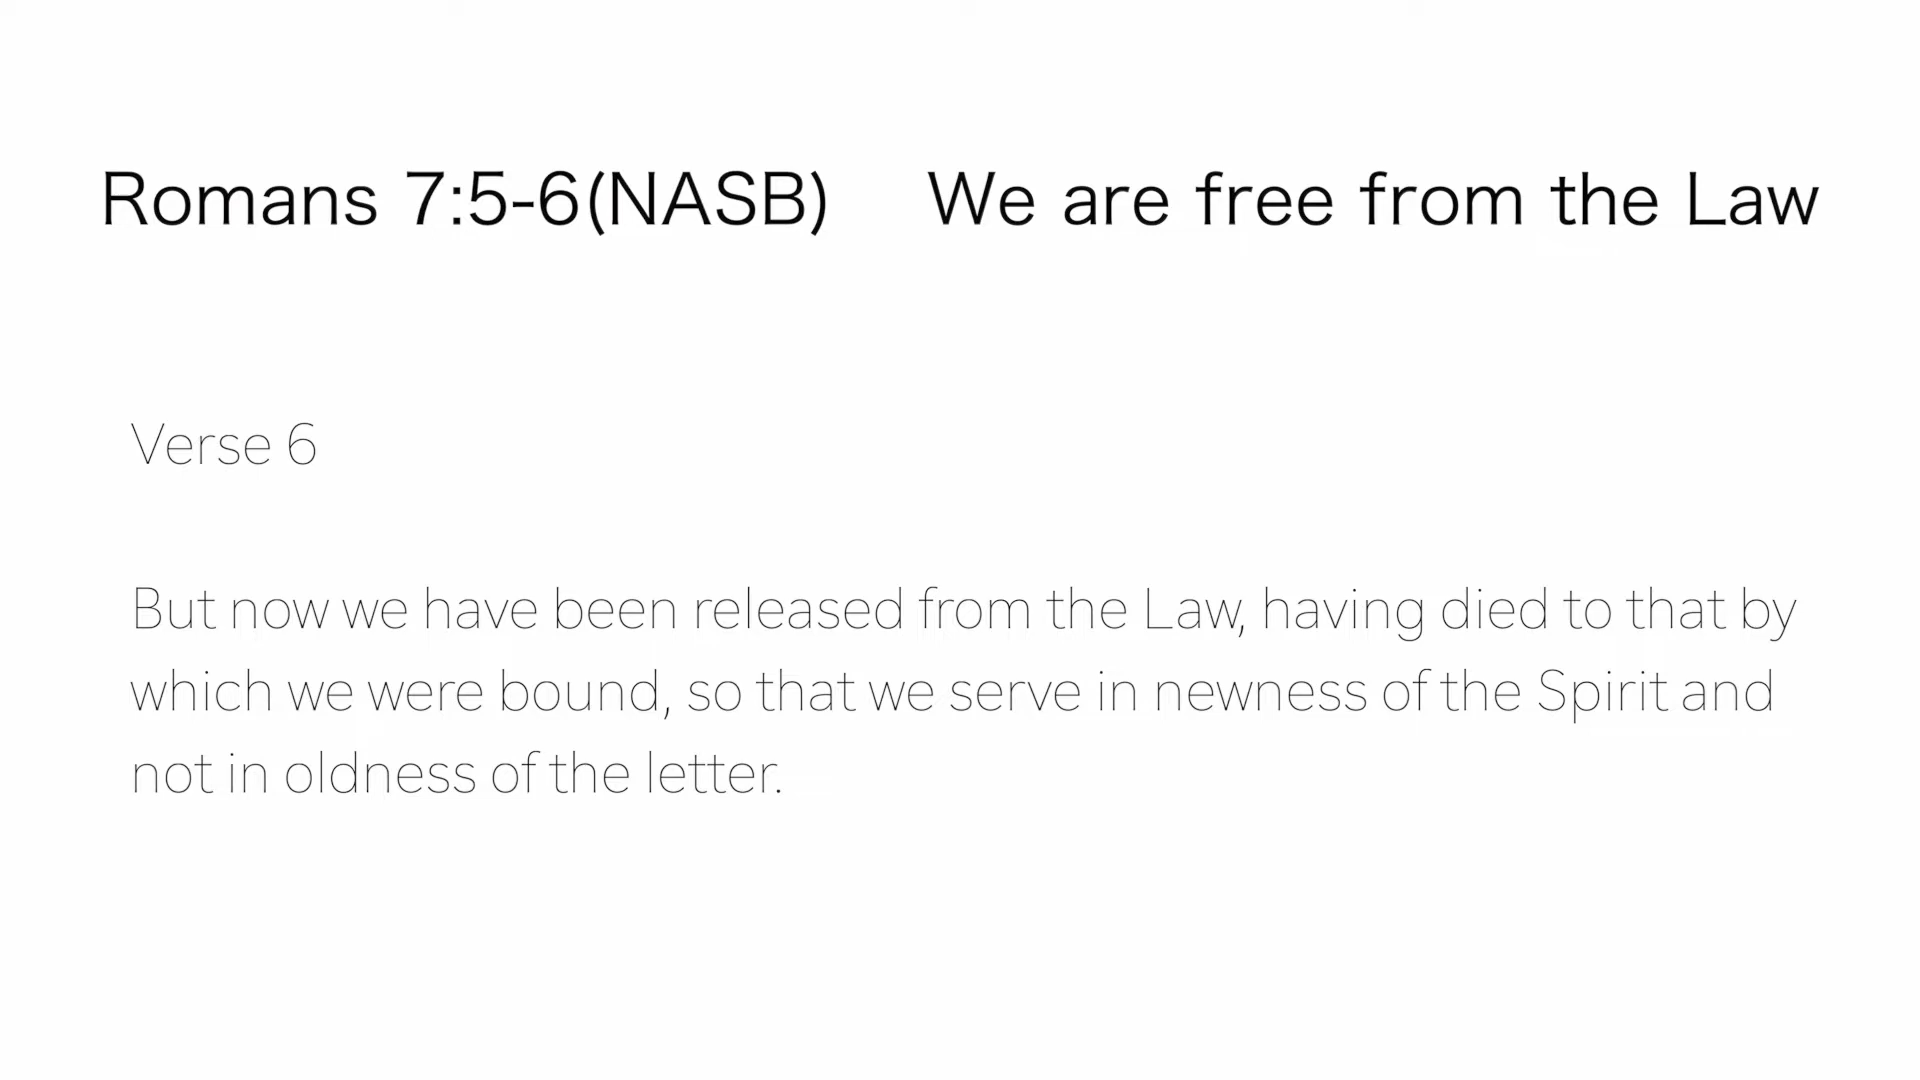 Romans 7:5-6(NASB) We are free from the Law
Verse 6
But now we have been released from the Law, having died to that by
which we were bound, so that we serve in newness of the Spirit and
not in oldness of the letter.